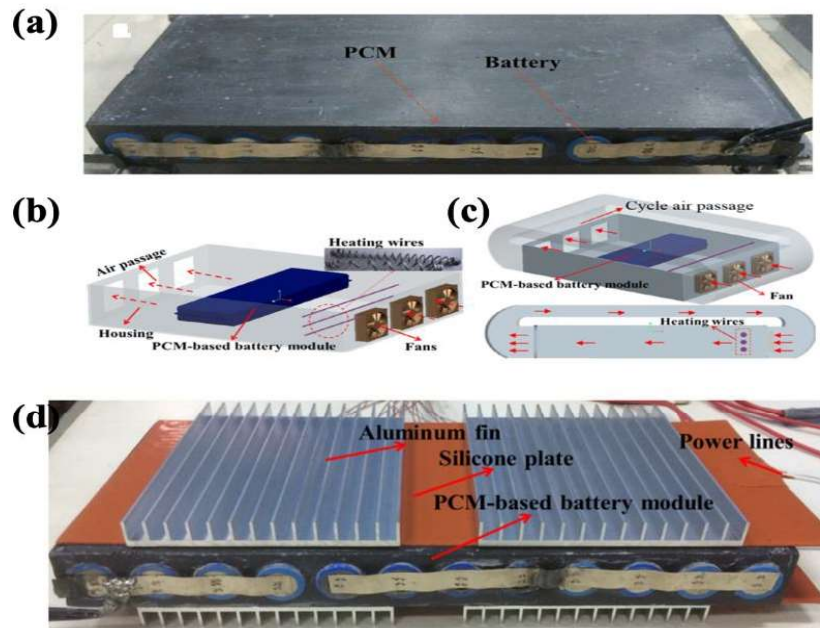 (a)
PCM
Battery
(b)
Heating wires
Air passage
Housing
PCM-based battery module
Fans
(c)
Cycle air passage
PCM-based battery module
Fan
Heating wires
(d)
Aluminum fin
Silicone plate
Power lines
PCM-based battery module